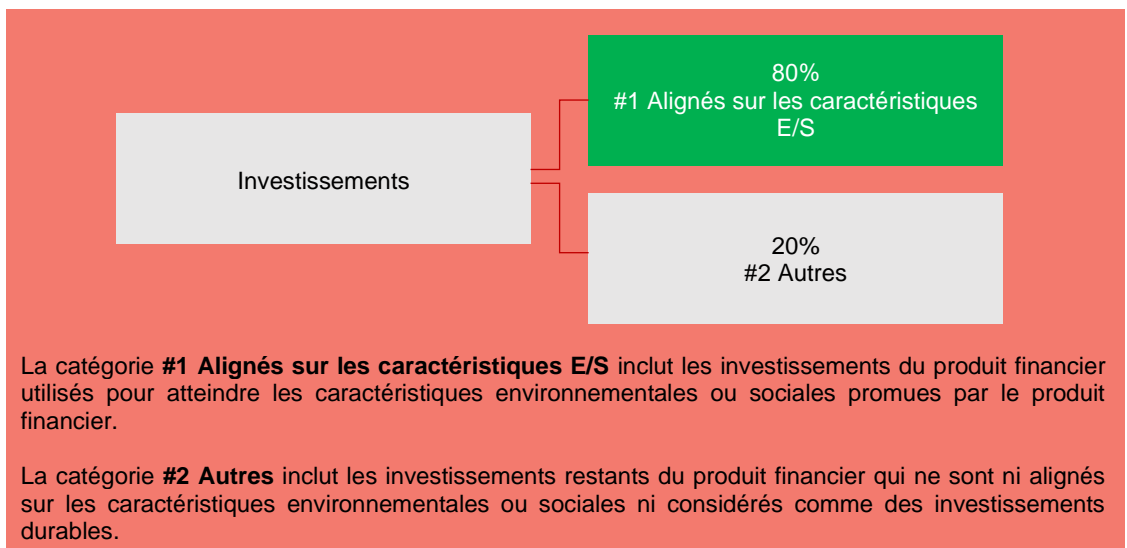 80%
#1 Alignés sur les caractéristiques
E/S
Investissements
20%
#2 Autres
La catégorie #1 Alignés sur les caractéristiques E/S inclut les investissements du produit financier
utilisés pour atteindre les caractéristiques environnementales ou sociales promues par le produit
financier.
La catégorie #2 Autres inclut les investissements restants du produit financier qui ne sont ni alignés
sur les caractéristiques environnementales ou sociales ni considérés comme des investissements
durables.